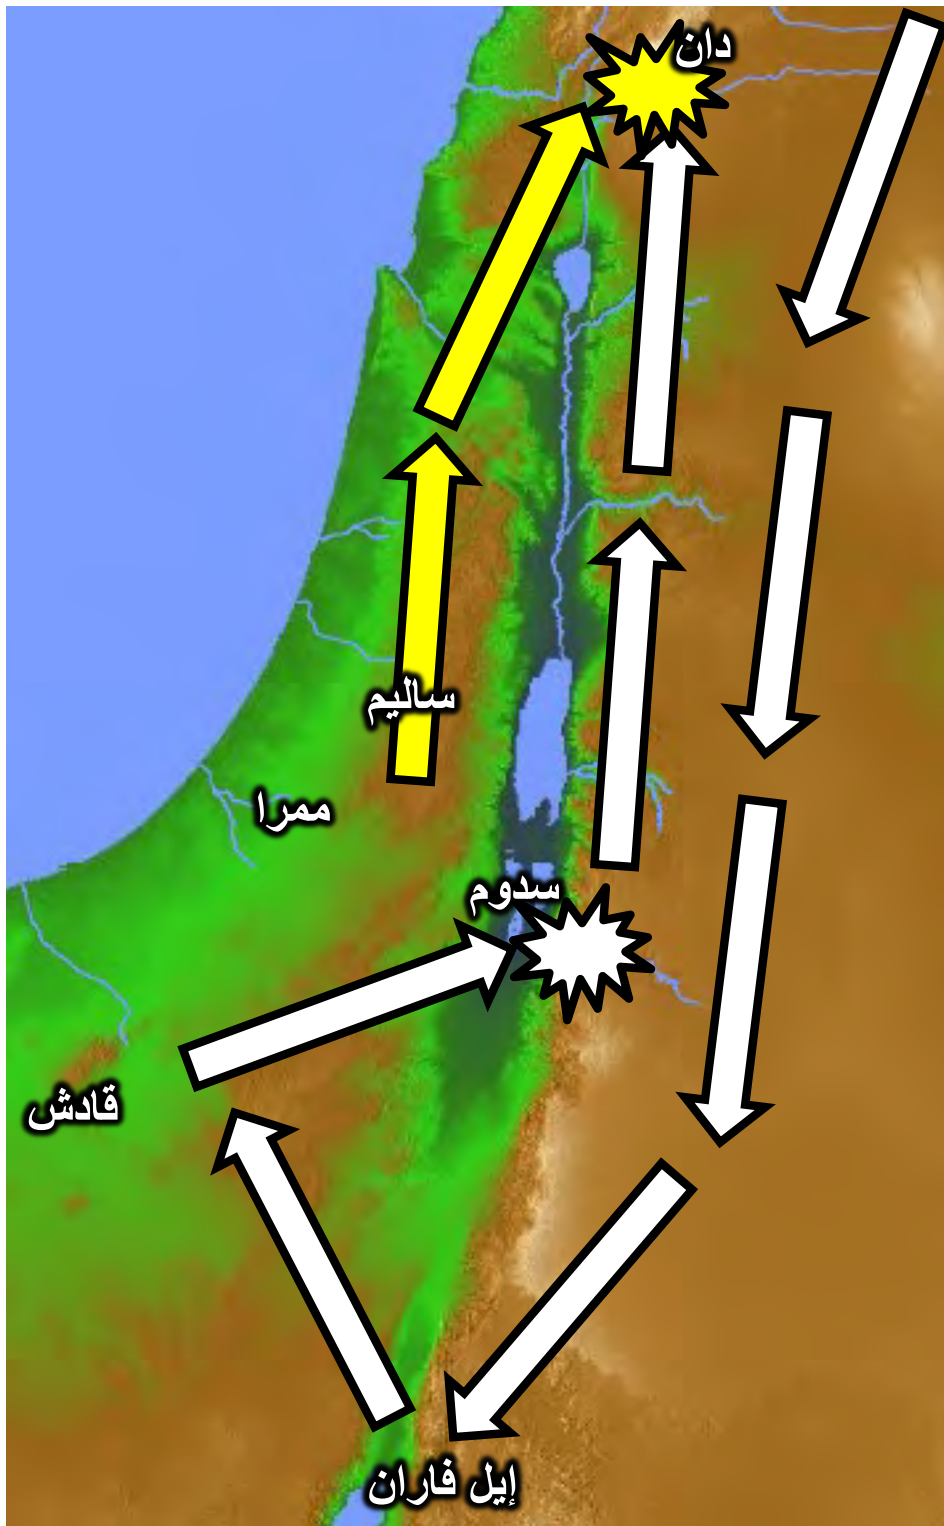 دان
ساليم
ممرا
سدوم
قادش
إيل فاران